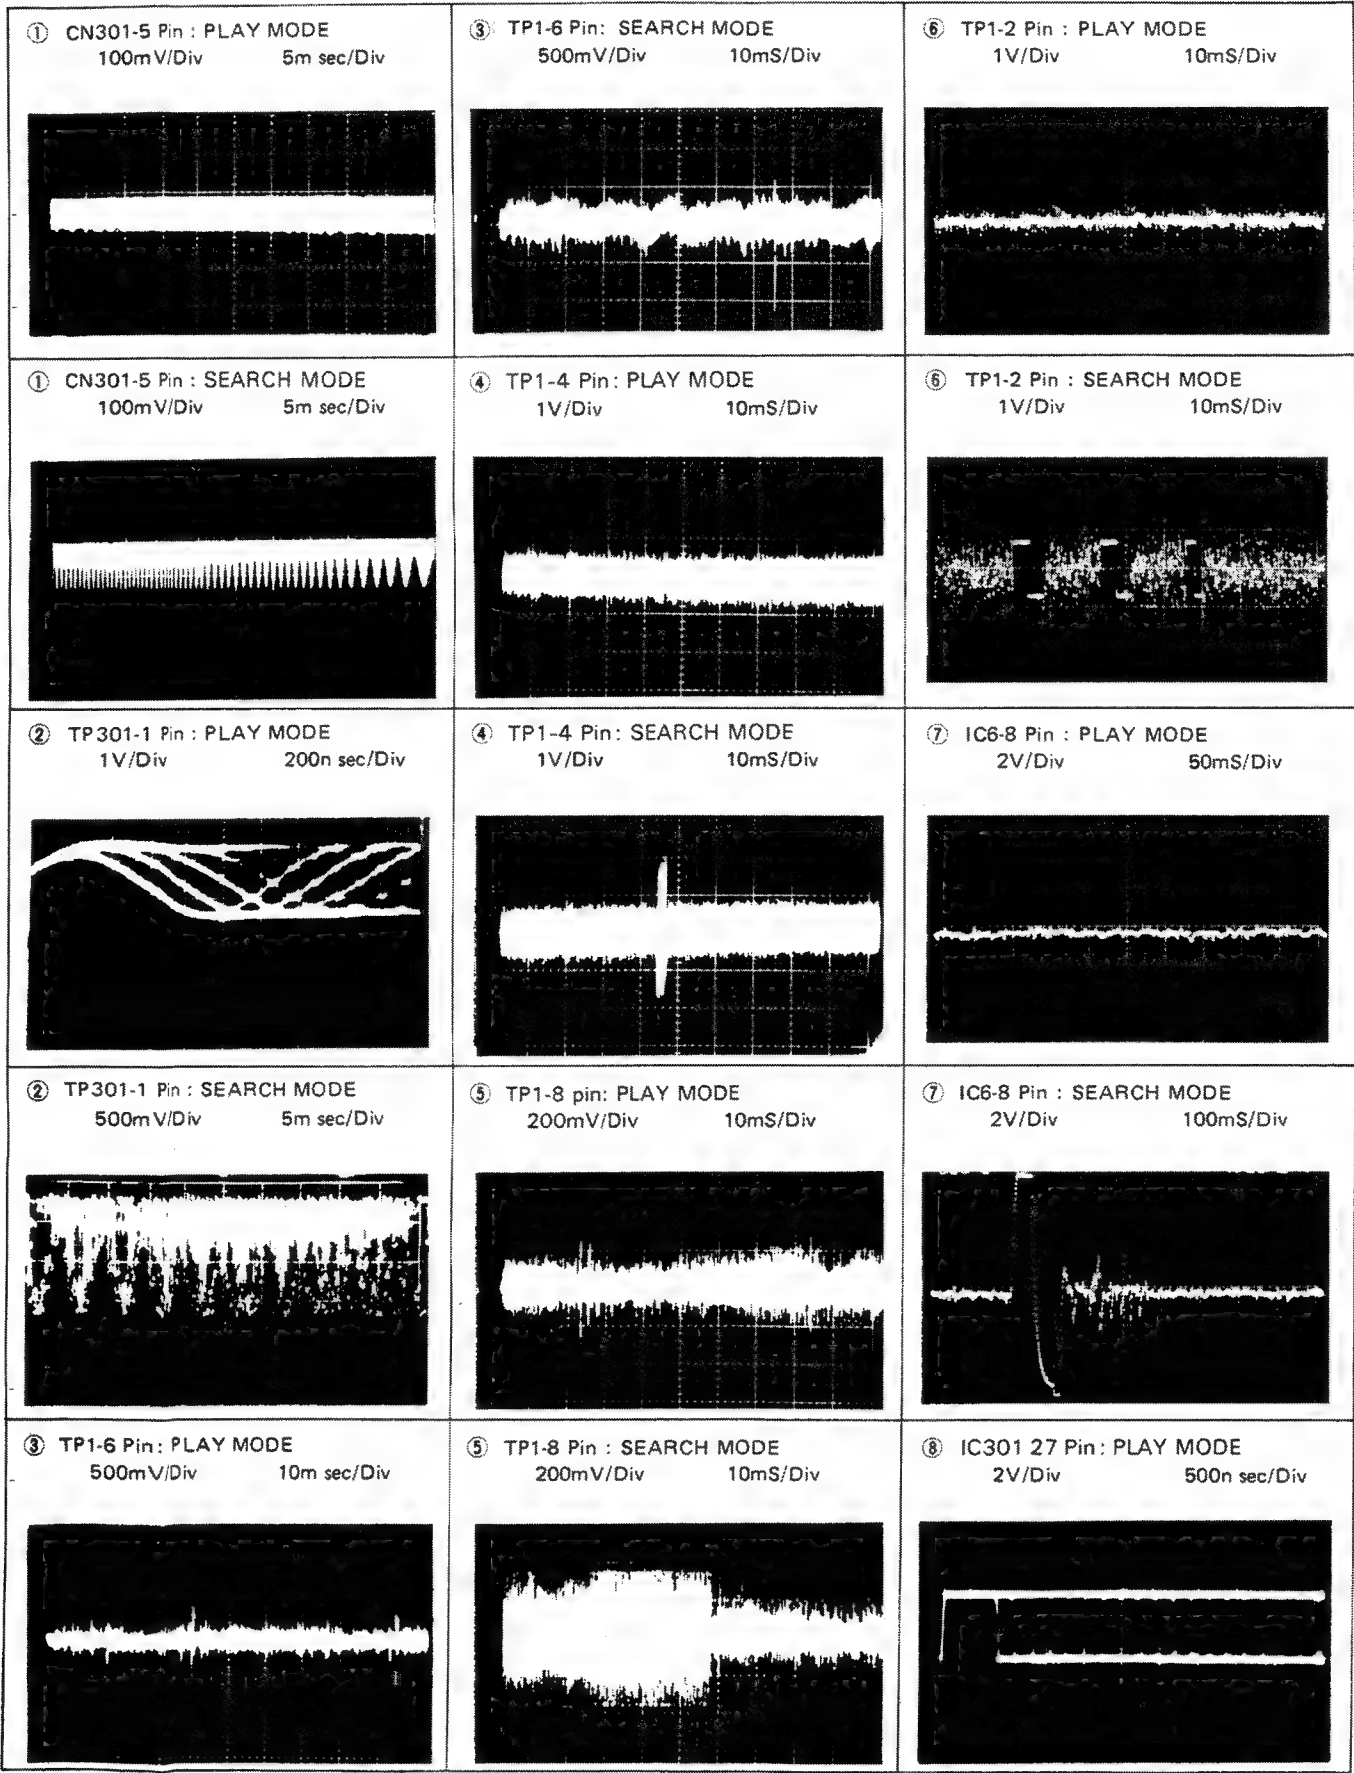 ① CN301-5 Pin : PLAY MODE
100mV/Div 5m sec/Div
① CN301-5 Pin : SEARCH MODE
100mV/Div 5m sec/Div
② TP301-1 Pin : PLAY MODE
1V/Div 200n sec/Div
② TP301-1 Pin : SEARCH MODE
500mV/Div 5m sec/Div
③ TP1-6 Pin : PLAY MODE
500mV/Div 10m sec/Div
③ TP1-6 Pin: SEARCH MODE
500mV/Div 10mS/Div
④ TP1-4 Pin : PLAY MODE
1V/Div 10mS/Div
④ TP1-4 Pin : SEARCH MODE
1V/Div 10mS/Div
⑤ TP1-8 pin: PLAY MODE
200mV/Div 10mS/Div
⑤ TP1-8 Pin : SEARCH MODE
200mV/Div 10mS/Div
⑥ TP1-2 Pin : PLAY MODE
1V/Div 10mS/Div
⑥ TP1-2 Pin : SEARCH MODE
1V/Div 10mS/Div
⑦ IC6-8 Pin : PLAY MODE
2V/Div 50mS/Div
⑦ IC6-8 Pin : SEARCH MODE
2V/Div 100mS/Div
⑧ IC301 27 Pin : PLAY MODE
2V/Div 500n sec/Div